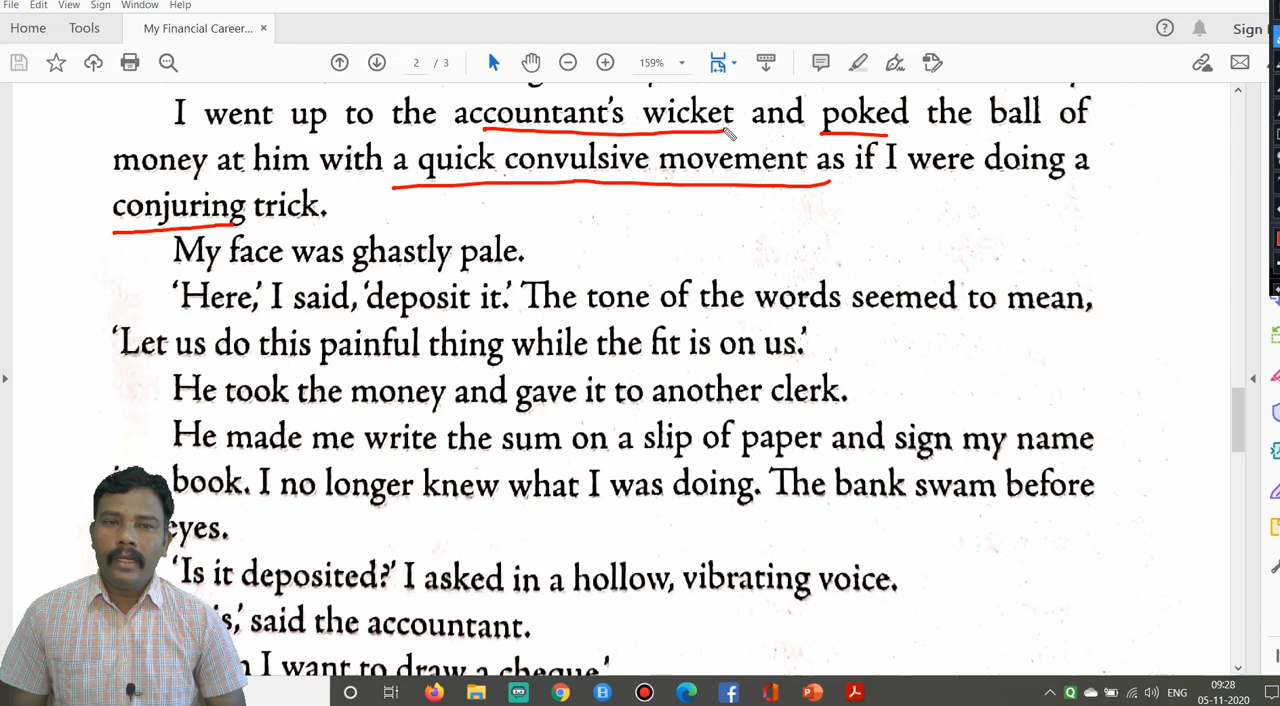 File Edit View Sign Window Help
Home Tools My Financial Career... × Sign
2 / 3 159%
I went up to the accountant's wicket and poked the ball of
money at him with a quick convulsive movement as if I were doing a
conjuring trick.
My face was ghastly pale.
'Here,' I said, 'deposit it.' The tone of the words seemed to mean,
'Let us do this painful thing while the fit is on us.'
He took the money and gave it to another clerk.
He made me write the sum on a slip of paper and sign my name
book. I no longer knew what I was doing. The bank swam before
eyes.
'Is it deposited?' I asked in a hollow, vibrating voice.
said the accountant.
I want to draw a cheque.'
ENG 09:28
05-11-2020